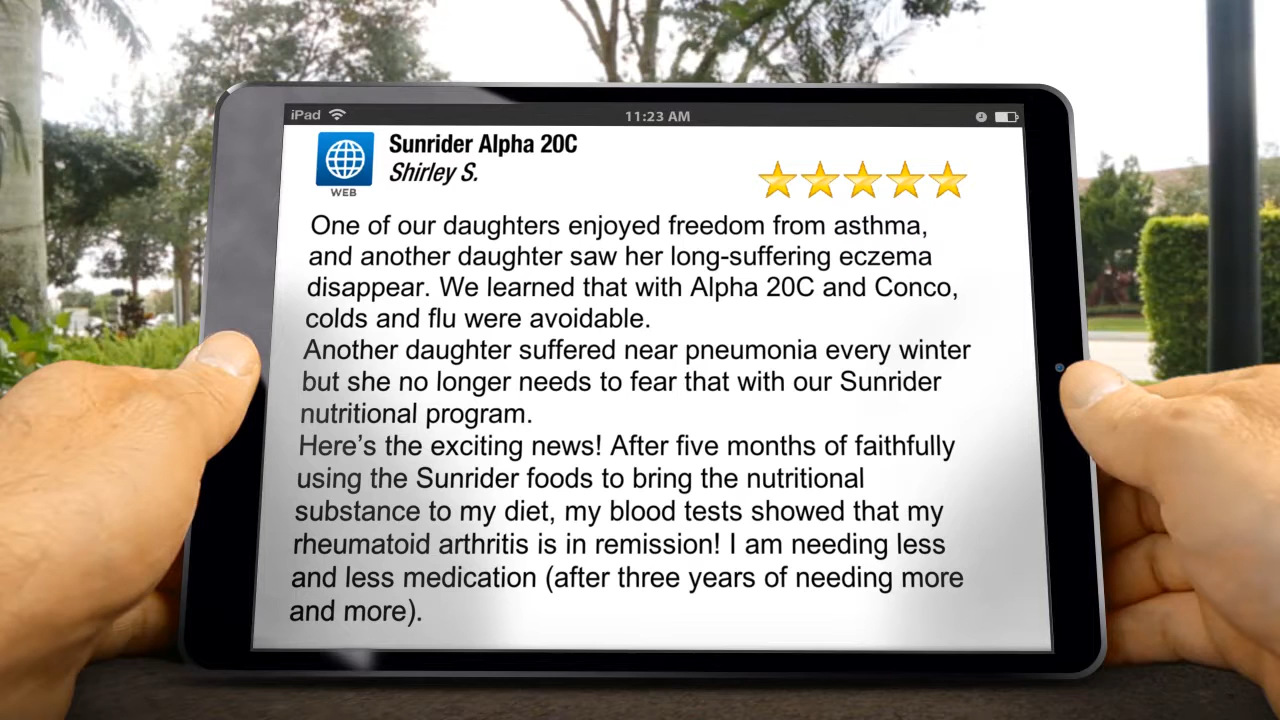 iPad
11:23 AM
Sunrider Alpha 20C
Shirley S.
WEB
One of our daughters enjoyed freedom from asthma,
and another daughter saw her long-suffering eczema
disappear. We learned that with Alpha 20C and Conco,
colds and flu were avoidable.
Another daughter suffered near pneumonia every winter
but she no longer needs to fear that with our Sunrider
nutritional program.
Here’s the exciting news! After five months of faithfully
using the Sunrider foods to bring the nutritional
substance to my diet, my blood tests showed that my
rheumatoid arthritis is in remission! I am needing less
and less medication (after three years of needing more
and more).